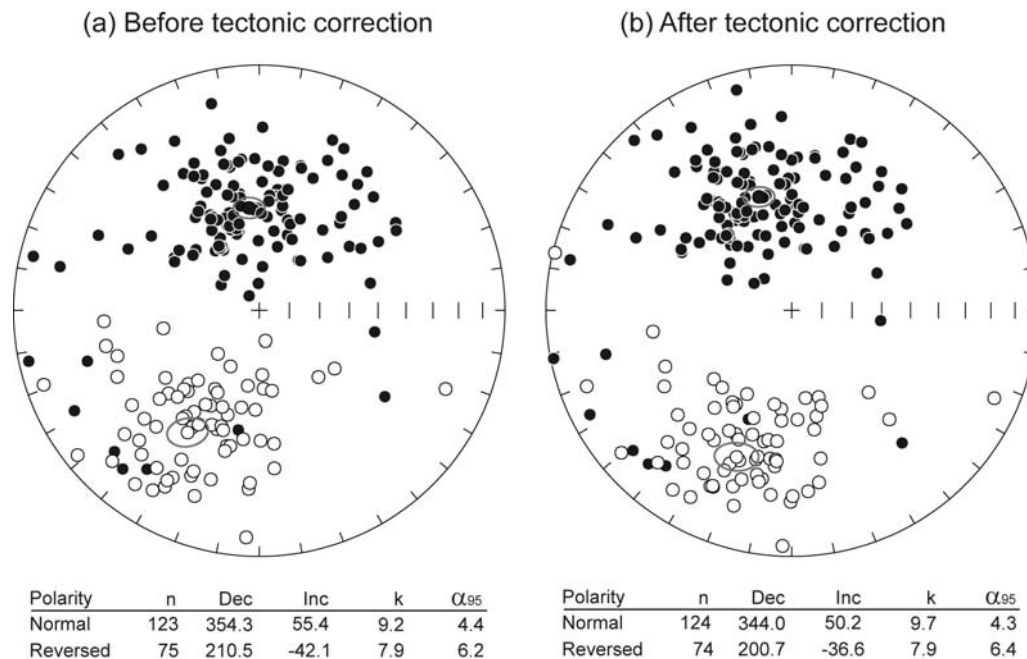 (a) Before tectonic correction
(b) After tectonic correction
Polarity n Dec Inc k α95
Normal 123 354.3 55.4 9.2 4.4
Reversed 75 210.5 -42.1 7.9 6.2
Polarity n Dec Inc k α95
Normal 124 344.0 50.2 9.7 4.3
Reversed 74 200.7 -36.6 7.9 6.4